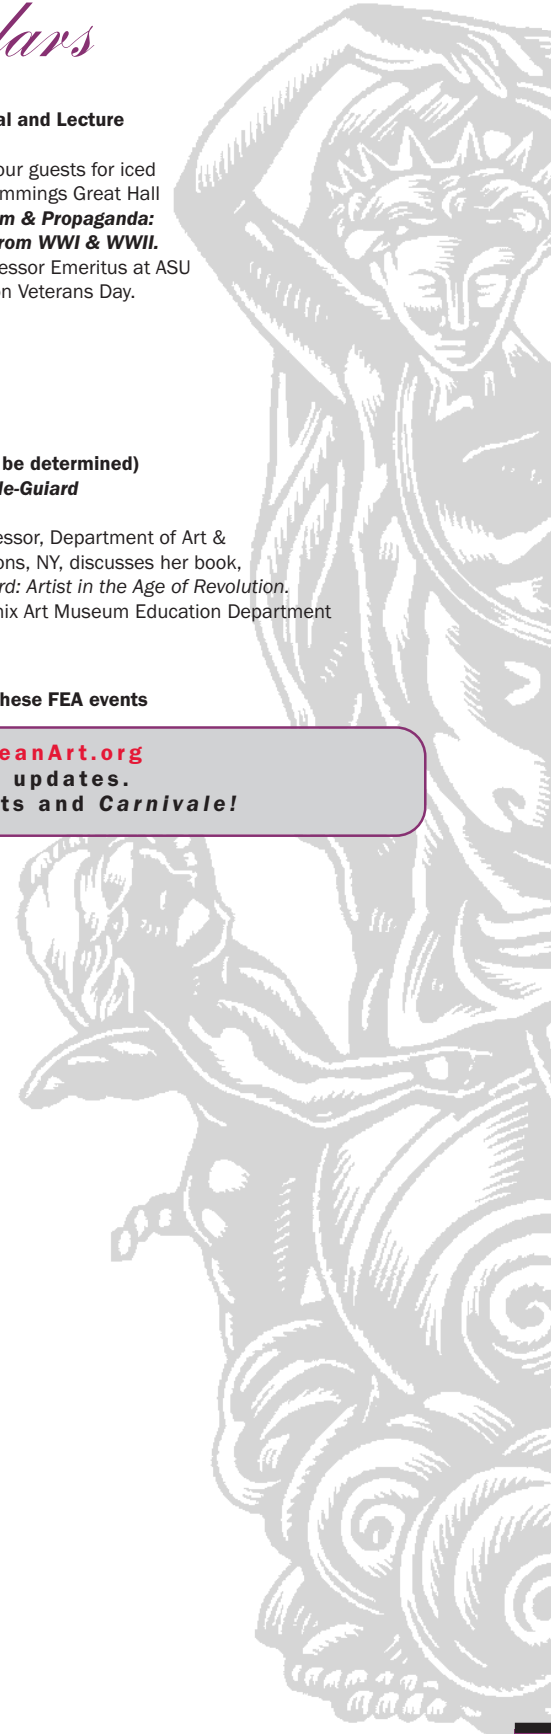 lars
al and Lecture
our guests for iced
mmings Great Hall
m & Propaganda:
rom WWI & WWII.
essor Emeritus at ASU
on Veterans Day.
be determined)
le-Guiard
essor, Department of Art &
ons, NY, discusses her book,
rd: Artist in the Age of Revolution.
nix Art Museum Education Department
these FEA events
eanArt.org
updates.
ts and Carnivale!